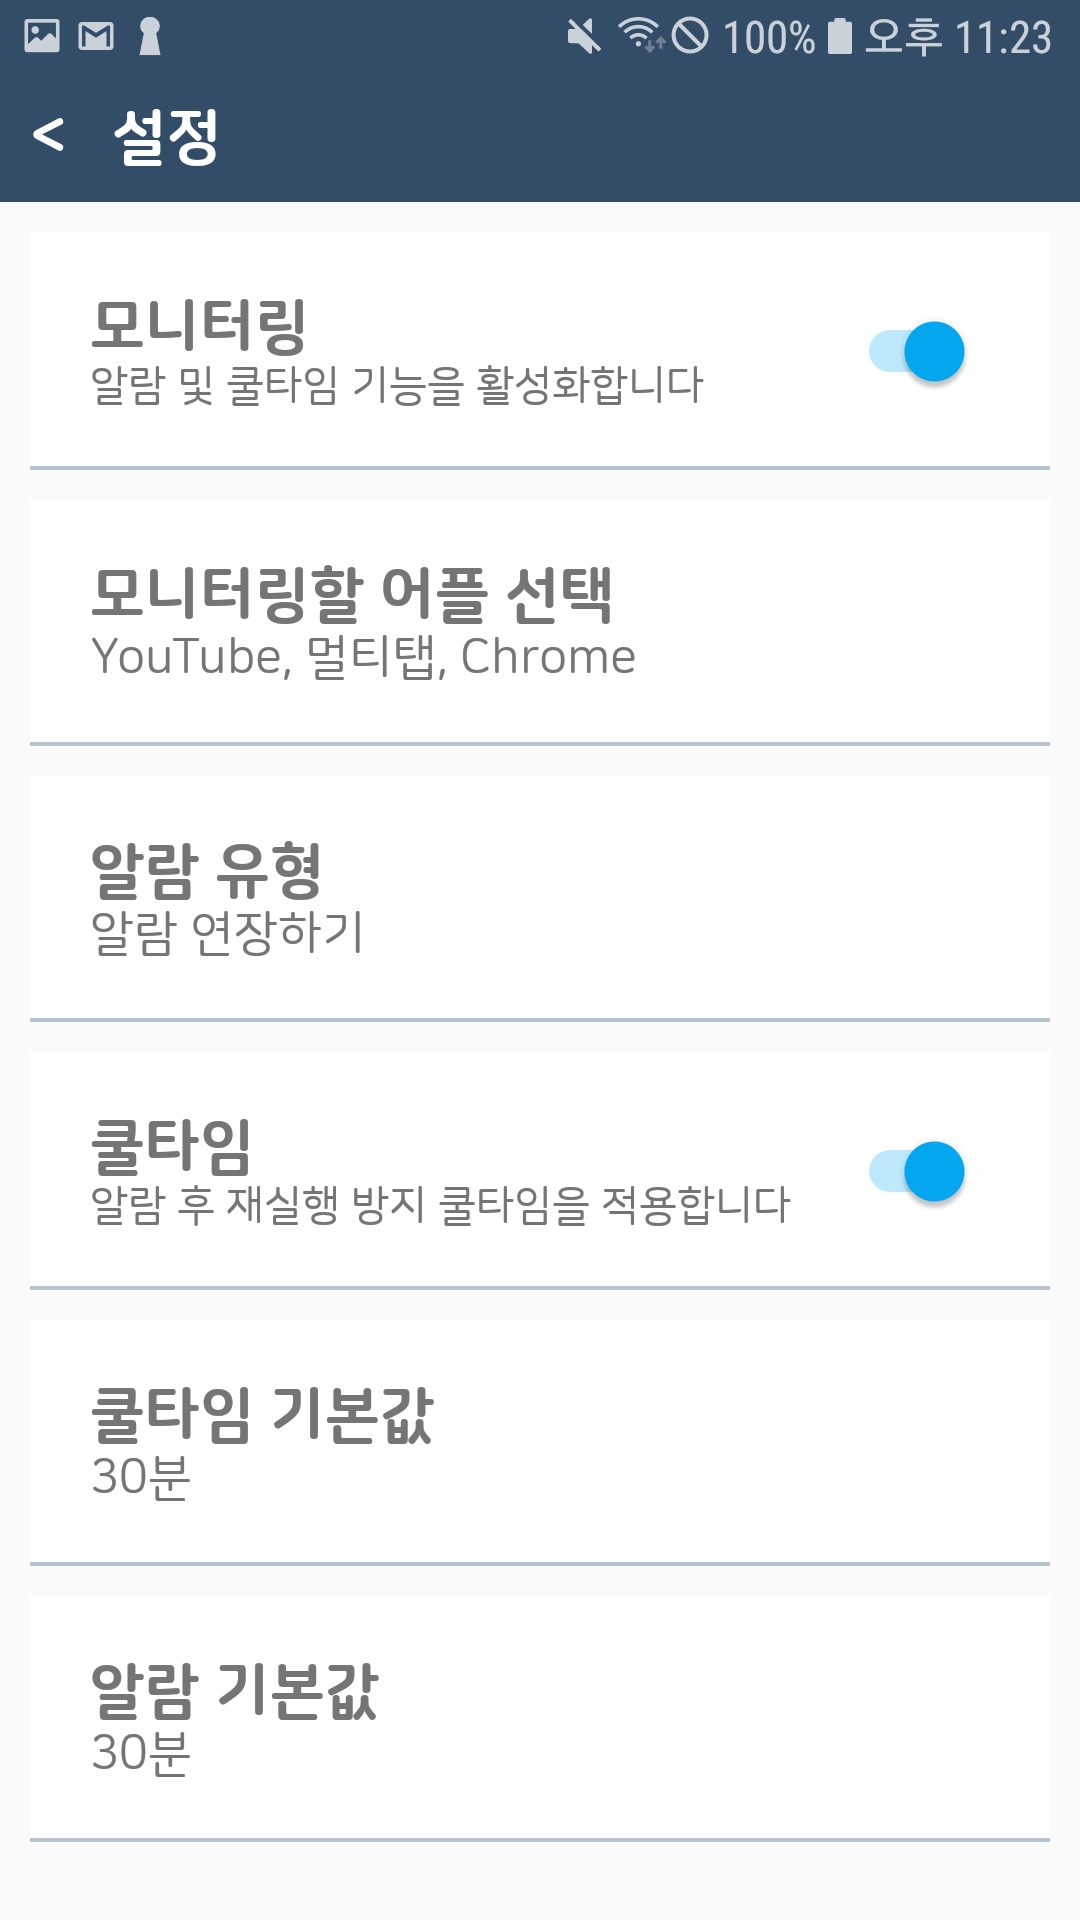 100% 오후 11:23
< 설정
모니터링
알람 및 쿨타임 기능을 활성화합니다
모니터링할 어플 선택
YouTube, 멀티탭, Chrome
알람 유형
알람 연장하기
쿨타임
알람 후 재실행 방지 쿨타임을 적용합니다
쿨타임 기본값
30분
알람 기본값
30분